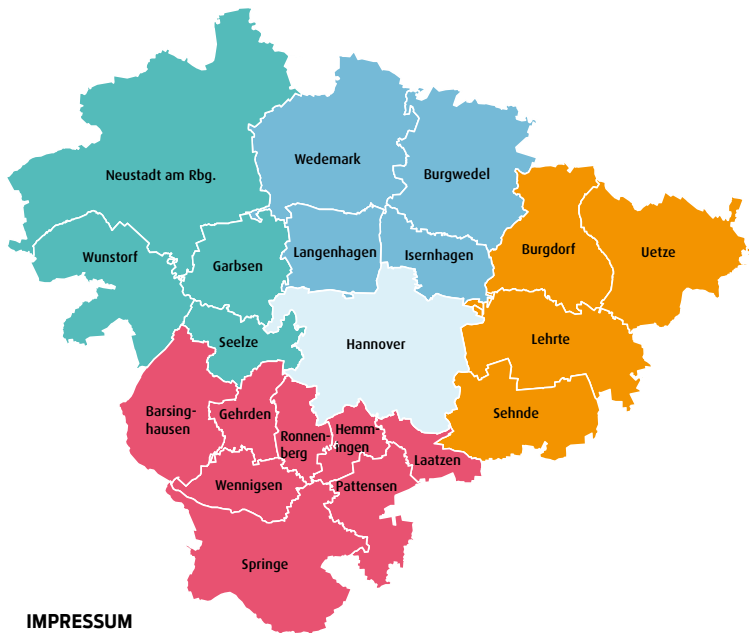 Wedemark
Neustadt am Rbg.
Burgwedel
Wunstorf
Garbsen
Langenhagen
Isernhagen
Burgdorf
Uetze
Seelze
Hannover
Lehrte
Barsing-
hausen
Gehrden
Ronnen-
berg
Hemm-
ingen
Sehnde
Laatzen
Wennigsen
Pattensen
Springe
IMPRESSUM